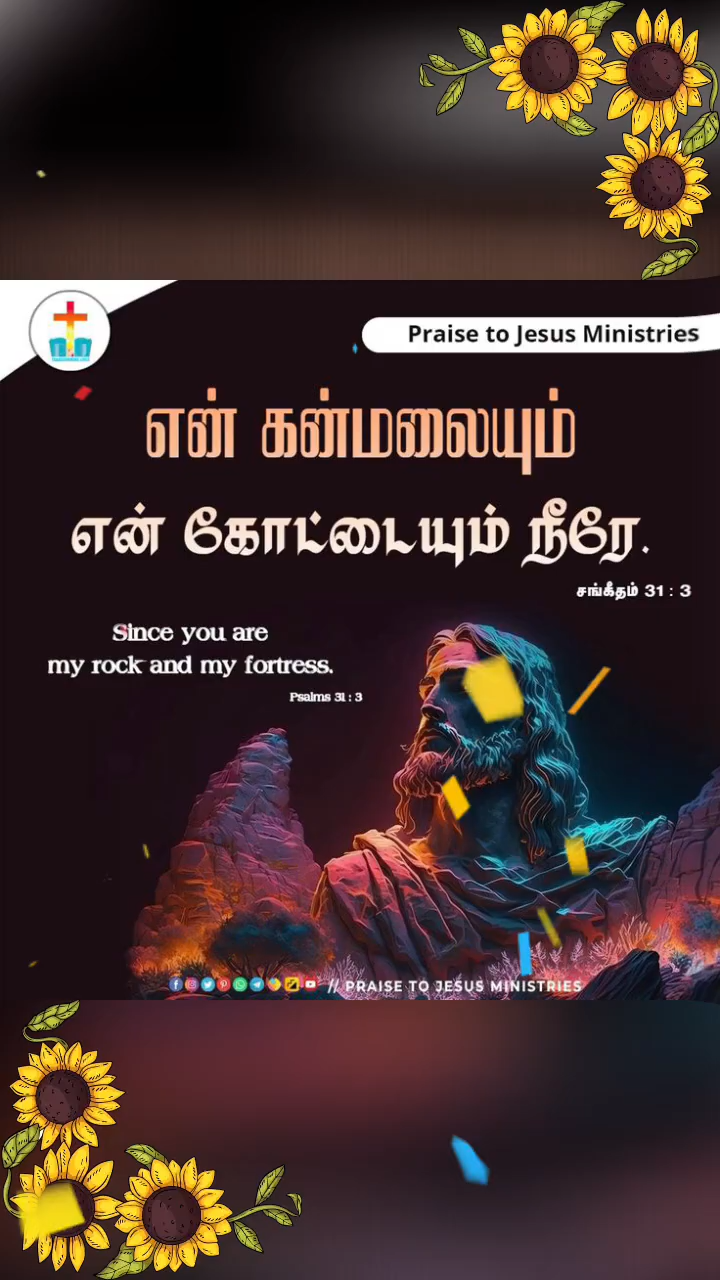 Praise to Jesus Ministries
என் கன்மலையும்
என் கோட்டையும் நீரே.
சங்கீதம் 31 : 3
Since you are
my rock and my fortress.
Psalms 31 : 3
// PRAISE TO JESUS MINISTRIES